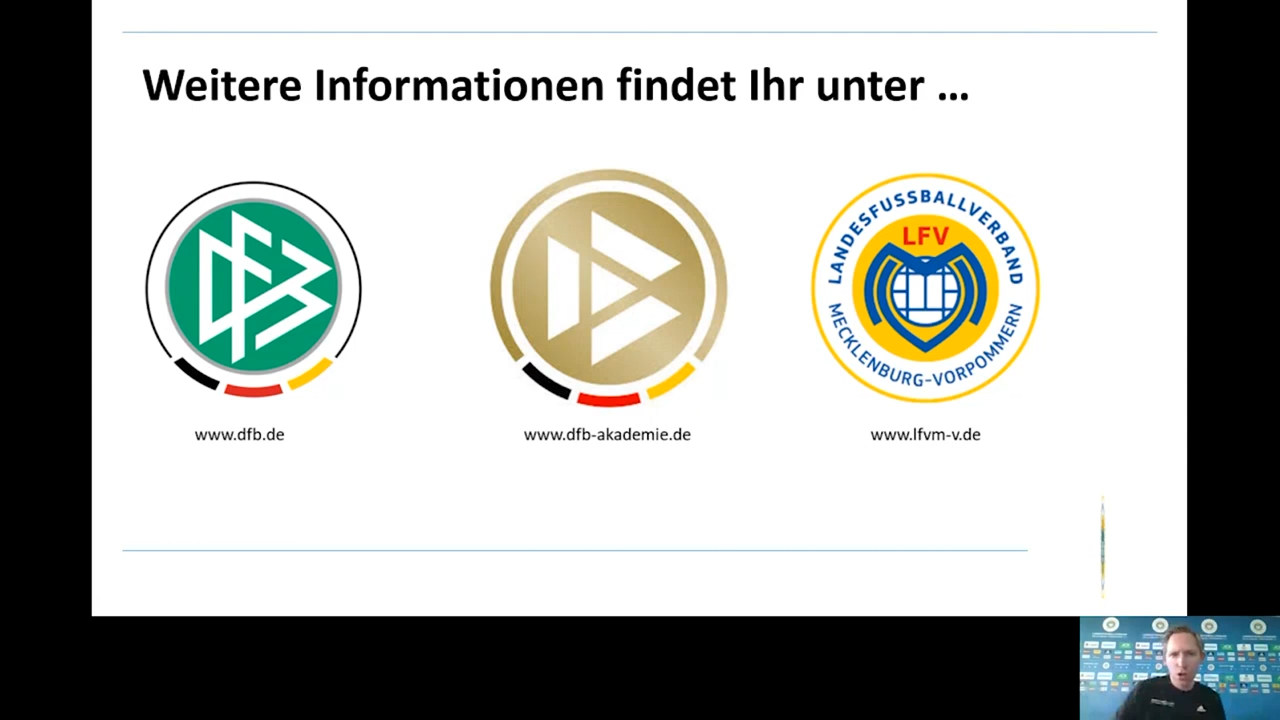 Weitere Informationen findet Ihr unter ...
DFB
LANDESFUSSBALLVERBAND
LFV
MECKLENBURG-VORPOMMERN
www.dfb.de
www.dfb-akademie.de
www.lfvm-v.de